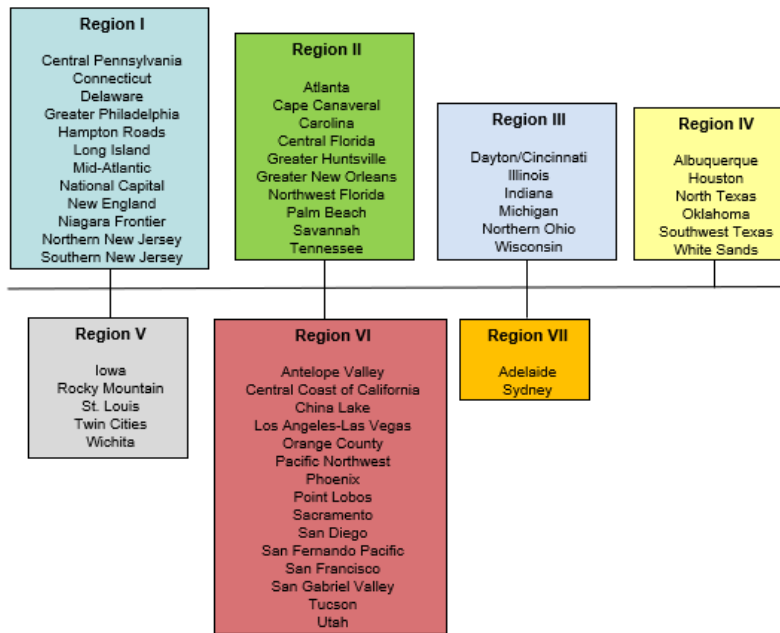 Region I
Central Pennsylvania
Connecticut
Delaware
Greater Philadelphia
Hampton Roads
Long Island
Mid-Atlantic
National Capital
New England
Niagara Frontier
Northern New Jersey
Southern New Jersey
Region II
Atlanta
Cape Canaveral
Carolina
Central Florida
Greater Huntsville
Greater New Orleans
Northwest Florida
Palm Beach
Savannah
Tennessee
Region III
Dayton/Cincinnati
Illinois
Indiana
Michigan
Northern Ohio
Wisconsin
Region IV
Albuquerque
Houston
North Texas
Oklahoma
Southwest Texas
White Sands
Region V
Iowa
Rocky Mountain
St. Louis
Twin Cities
Wichita
Region VI
Antelope Valley
Central Coast of California
China Lake
Los Angeles-Las Vegas
Orange County
Pacific Northwest
Phoenix
Point Lobos
Sacramento
San Diego
San Fernando Pacific
San Francisco
San Gabriel Valley
Tucson
Utah
Region VII
Adelaide
Sydney